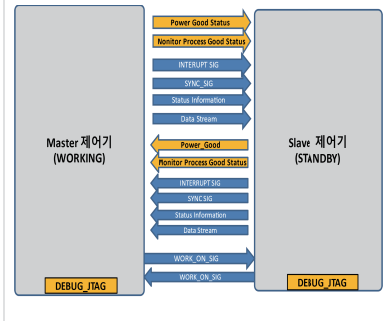 Power Good Status
Nonitor Process Good Status
INTERUPT SIG
SYNC_SIG
Status Information
Data Stream
Master 제어기
(WORKING)
Slave 제어기
(STANDBY)
Power_Good
Monitor Process Good Status
INTERRUPT SIG
SYNC SIG
Status Information
Data Stream
WORK_ON_SIG
WORK_ON_SIG
DEBUG_JTAG
DEBUG_JTAG